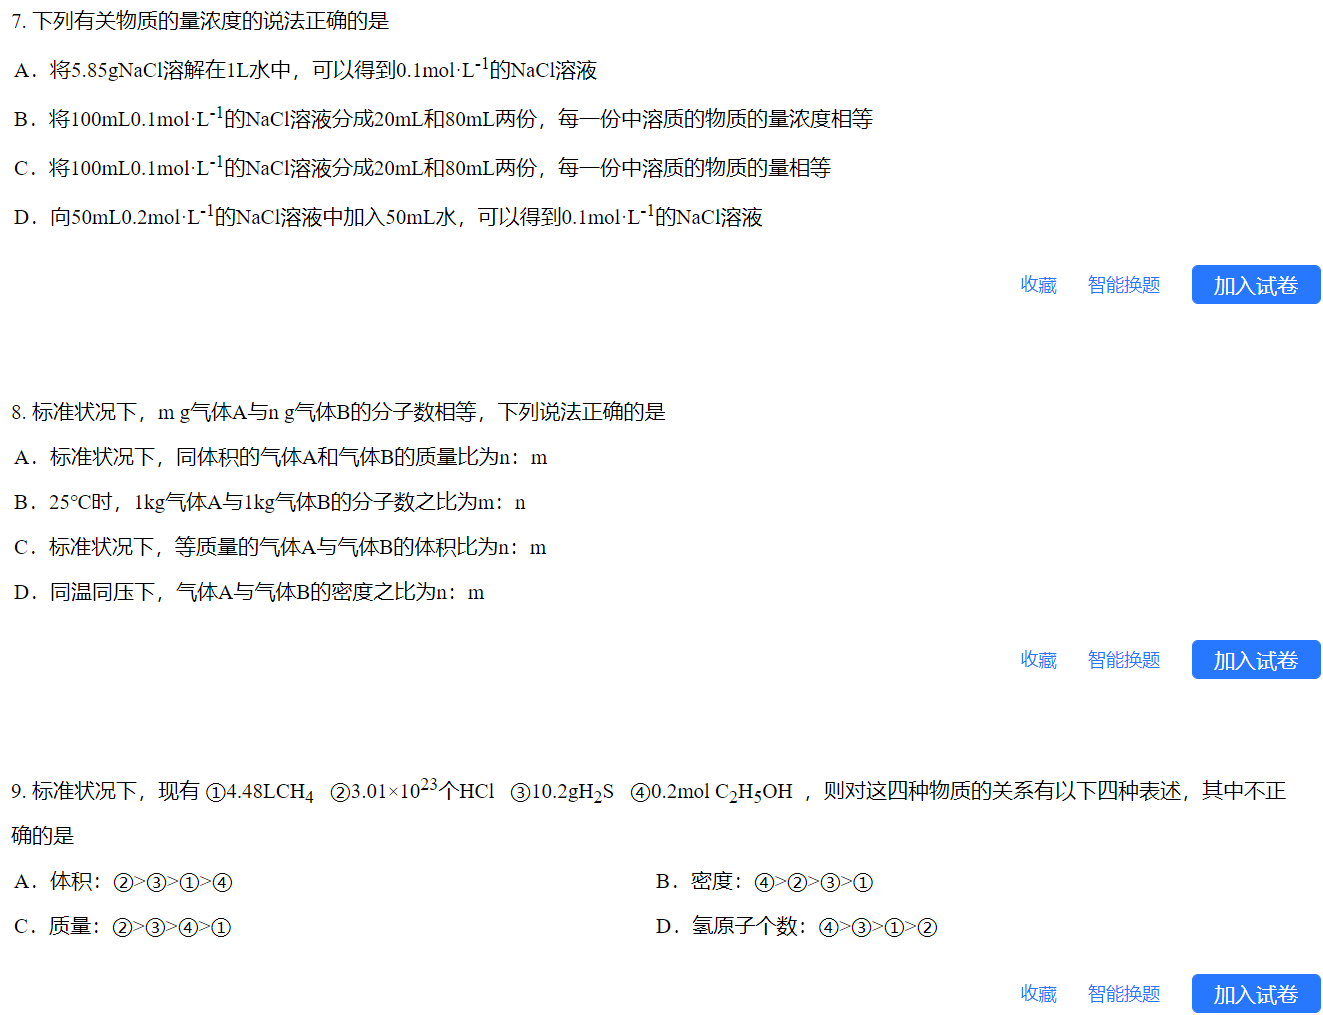 7. 下列有关物质的量浓度的说法正确的是
A．将5.85gNaCl溶解在1L水中，可以得到0.1mol·L⁻¹的NaCl溶液
B．将100mL0.1mol·L⁻¹的NaCl溶液分成20mL和80mL两份，每一份中溶质的物质的量浓度相等
C．将100mL0.1mol·L⁻¹的NaCl溶液分成20mL和80mL两份，每一份中溶质的物质的量相等
D．向50mL0.2mol·L⁻¹的NaCl溶液中加入50mL水，可以得到0.1mol·L⁻¹的NaCl溶液
收藏 智能换题 加入试卷
8. 标准状况下，m g气体A与n g气体B的分子数相等，下列说法正确的是
A．标准状况下，同体积的气体A和气体B的质量比为n：m
B．25℃时，1kg气体A与1kg气体B的分子数之比为m：n
C．标准状况下，等质量的气体A与气体B的体积比为n：m
D．同温同压下，气体A与气体B的密度之比为n：m
收藏 智能换题 加入试卷
9. 标准状况下，现有 ①4.48LCH₄ ②3.01×10²³个HCl ③10.2gH₂S ④0.2mol C₂H₅OH ，则对这四种物质的关系有以下四种表述，其中不正
确的是
A．体积：②>③>①>④ B．密度：④>②>③>①
C．质量：②>③>④>① D．氢原子个数：④>③>①>②
收藏 智能换题 加入试卷